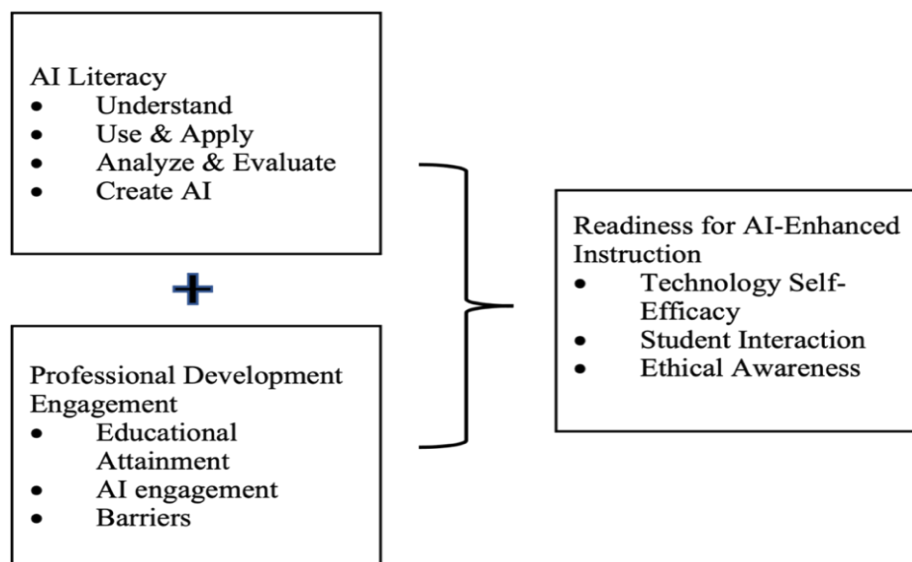 AI Literacy
• Understand
• Use & Apply
• Analyze & Evaluate
• Create AI
+
Professional Development
Engagement
• Educational
Attainment
• AI engagement
• Barriers
Readiness for AI-Enhanced
Instruction
• Technology Self-
Efficacy
• Student Interaction
• Ethical Awareness